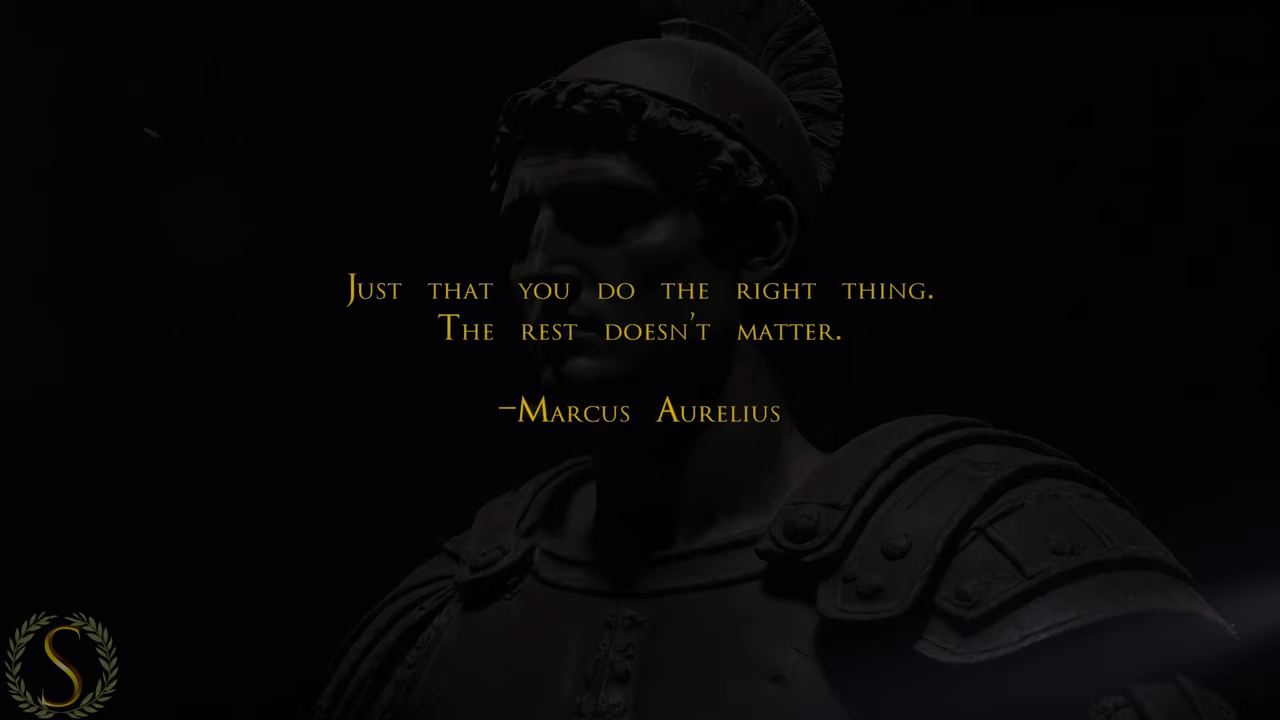 Just that you do the right thing.
The rest doesn't matter.
–Marcus Aurelius
S